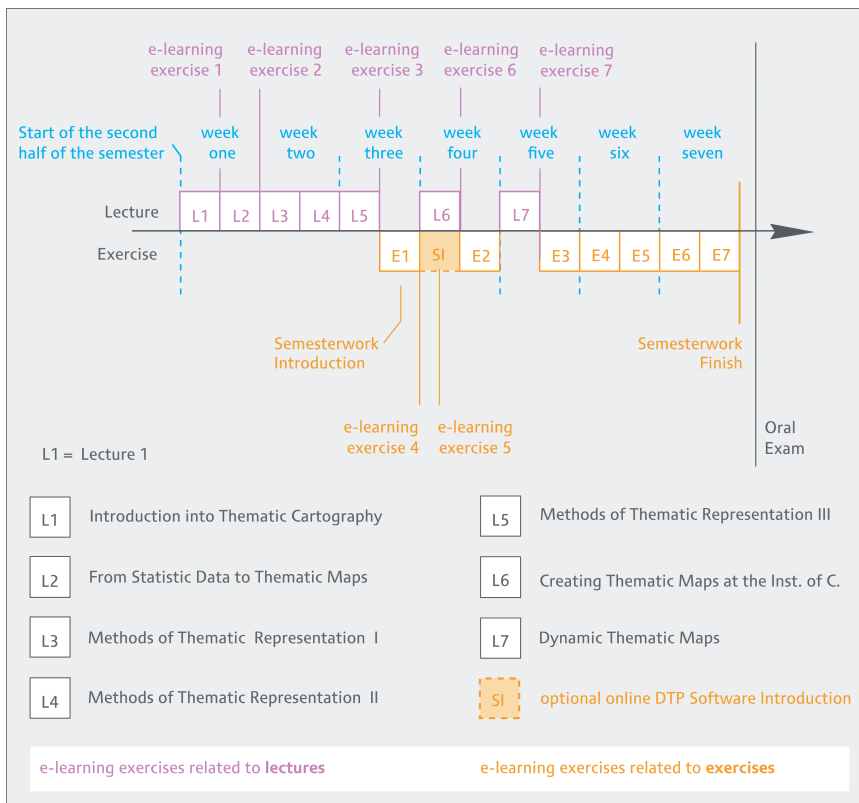 e-learning
exercise 1
e-learning
exercise 2
e-learning
exercise 3
e-learning
exercise 6
e-learning
exercise 7
Start of the second
half of the semester
week
one
week
two
week
three
week
four
week
five
week
six
week
seven
Lecture
L1
L2
L3
L4
L5
L6
L7
Exercise
E1
SI
E2
E3
E4
E5
E6
E7
Semesterwork
Introduction
Semesterwork
Finish
e-learning
exercise 4
e-learning
exercise 5
Oral
Exam
L1 = Lecture 1
L1 Introduction into Thematic Cartography
L2 From Statistic Data to Thematic Maps
L3 Methods of Thematic Representation I
L4 Methods of Thematic Representation II
L5 Methods of Thematic Representation III
L6 Creating Thematic Maps at the Inst. of C.
L7 Dynamic Thematic Maps
SI optional online DTP Software Introduction
e-learning exercises related to lectures
e-learning exercises related to exercises